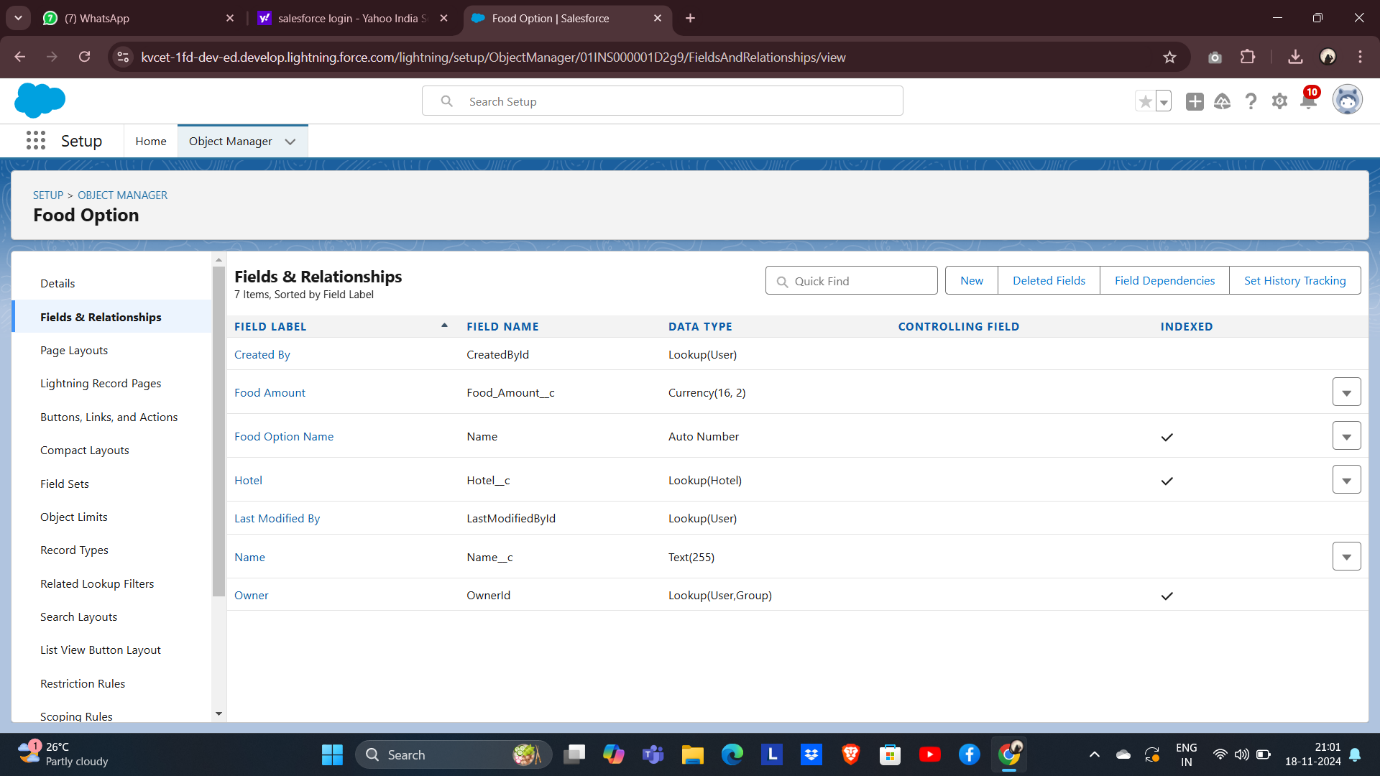 (7) WhatsApp
salesforce login - Yahoo India S
Food Option | Salesforce
kvcet-1fd-dev-ed.develop.lightning.force.com/lightning/setup/ObjectManager/01INS000001D2g9/FieldsAndRelationships/view
Search Setup
10
Setup
Home
Object Manager
SETUP > OBJECT MANAGER
Food Option
Details
Fields & Relationships
Page Layouts
Lightning Record Pages
Buttons, Links, and Actions
Compact Layouts
Field Sets
Object Limits
Record Types
Related Lookup Filters
Search Layouts
List View Button Layout
Restriction Rules
Scoping Rules
Fields & Relationships
7 Items, Sorted by Field Label
Quick Find
New
Deleted Fields
Field Dependencies
Set History Tracking
FIELD LABEL FIELD NAME DATA TYPE CONTROLLING FIELD INDEXED
Created By CreatedById Lookup(User)
Food Amount Food_Amount__c Currency(16, 2)
Food Option Name Name Auto Number
Hotel Hotel__c Lookup(Hotel)
Last Modified By LastModifiedById Lookup(User)
Name Name__c Text(255)
Owner OwnerId Lookup(User,Group)
1
26°C
Partly cloudy
Search
L
ENG
IN
21:01
18-11-2024